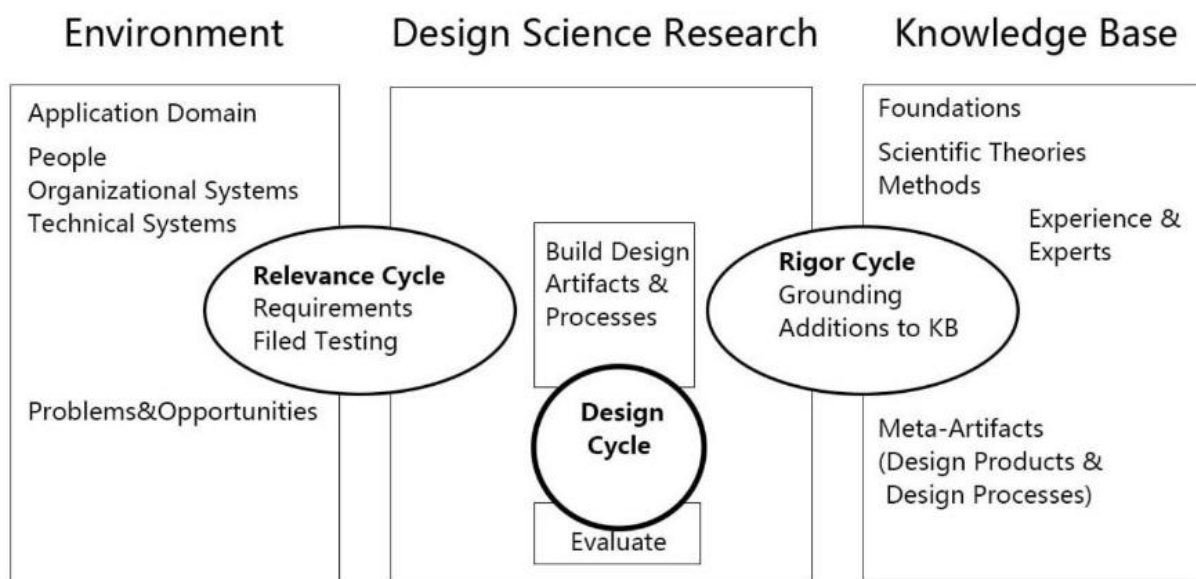 Environment
Design Science Research
Knowledge Base
Application Domain
People
Organizational Systems
Technical Systems
Relevance Cycle
Requirements
Filed Testing
Problems&Opportunities
Build Design
Artifacts &
Processes
Design
Cycle
Evaluate
Foundations
Scientific Theories
Methods
Experience &
Experts
Rigor Cycle
Grounding
Additions to KB
Meta-Artifacts
(Design Products &
Design Processes)